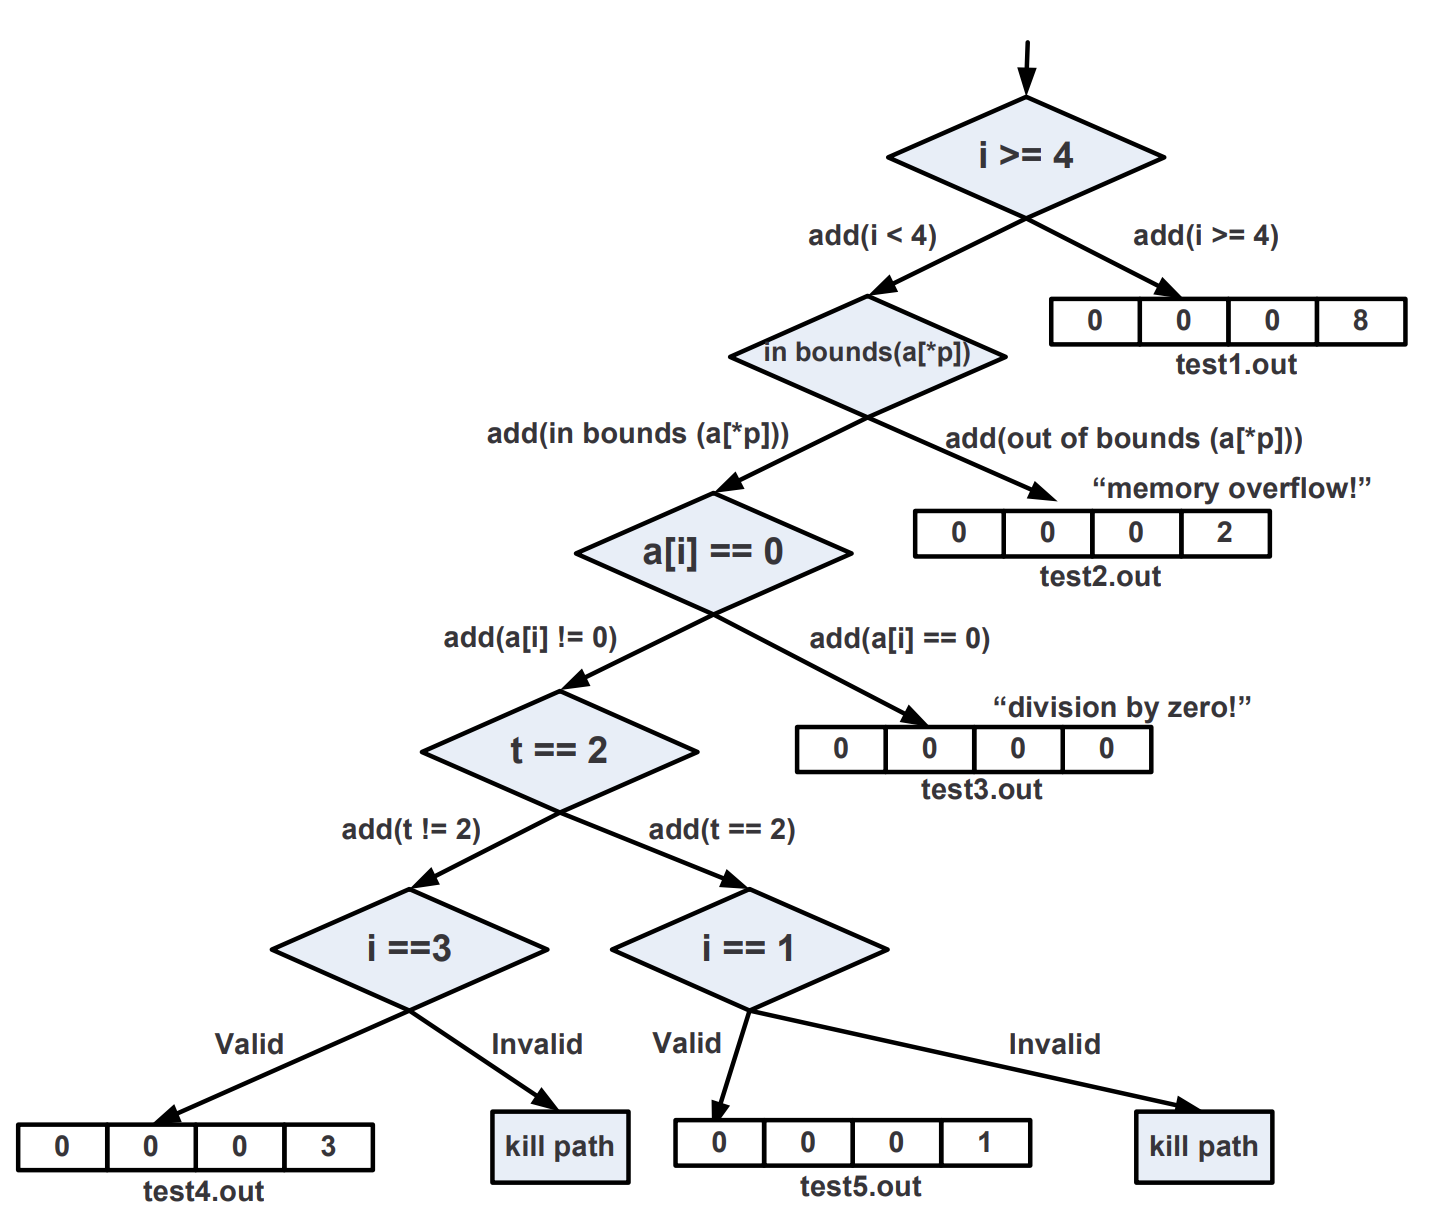 i >= 4
add(i < 4)
add(i >= 4)
0 0 0 8
test1.out
in bounds(a[*p])
add(in bounds (a[*p]))
add(out of bounds (a[*p]))
“memory overflow!”
0 0 0 2
test2.out
a[i] == 0
add(a[i] != 0)
add(a[i] == 0)
“division by zero!”
0 0 0 0
test3.out
t == 2
add(t != 2)
add(t == 2)
i ==3
i == 1
Valid
Invalid
Valid
Invalid
0 0 0 3
test4.out
kill path
0 0 0 1
test5.out
kill path